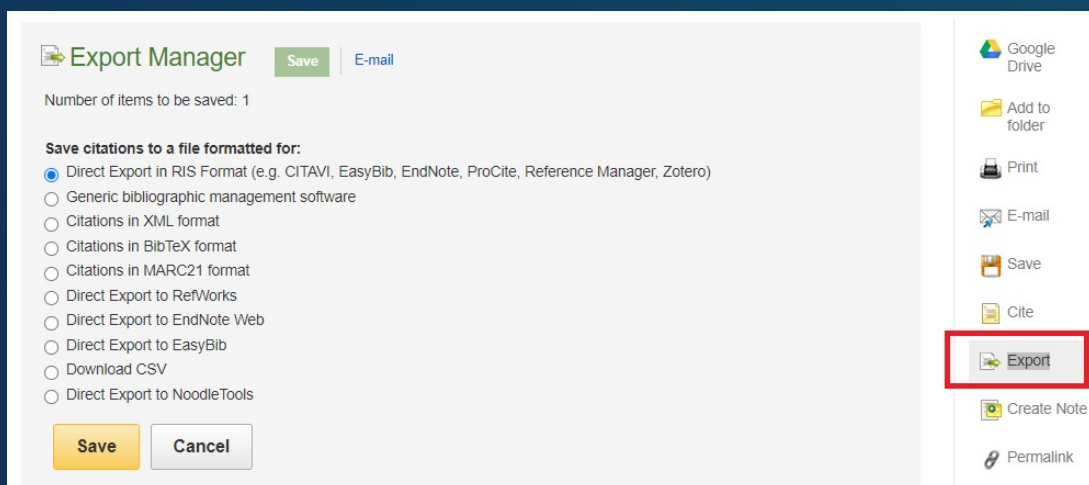 Export Manager Save E-mail
Number of items to be saved: 1
Save citations to a file formatted for:
Direct Export in RIS Format (e.g. CITAVI, EasyBib, EndNote, ProCite, Reference Manager, Zotero)
Generic bibliographic management software
Citations in XML format
Citations in BibTeX format
Citations in MARC21 format
Direct Export to RefWorks
Direct Export to EndNote Web
Direct Export to EasyBib
Download CSV
Direct Export to NoodleTools
Save Cancel
Google
Drive
Add to
folder
Print
E-mail
Save
Cite
Export
Create Note
Permalink